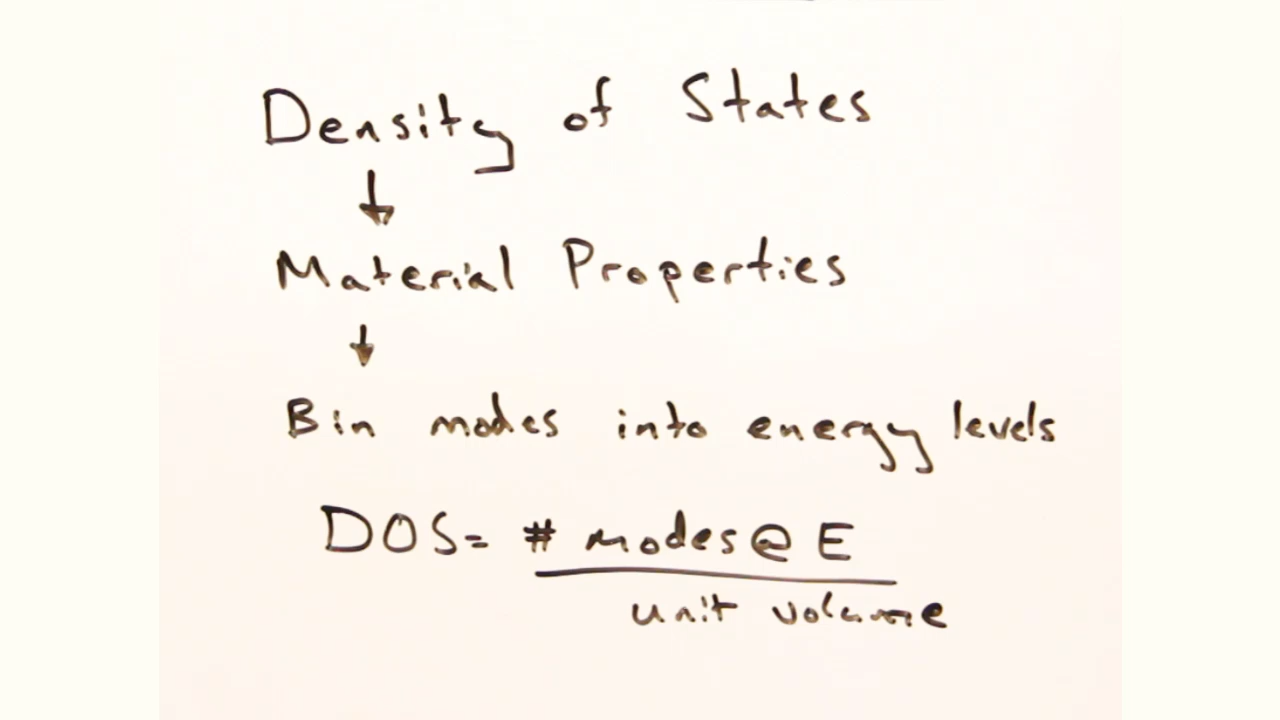 Density of States
↓
Material Properties
↓
Bin modes into energy levels
DOS= # modes@ E
unit volume